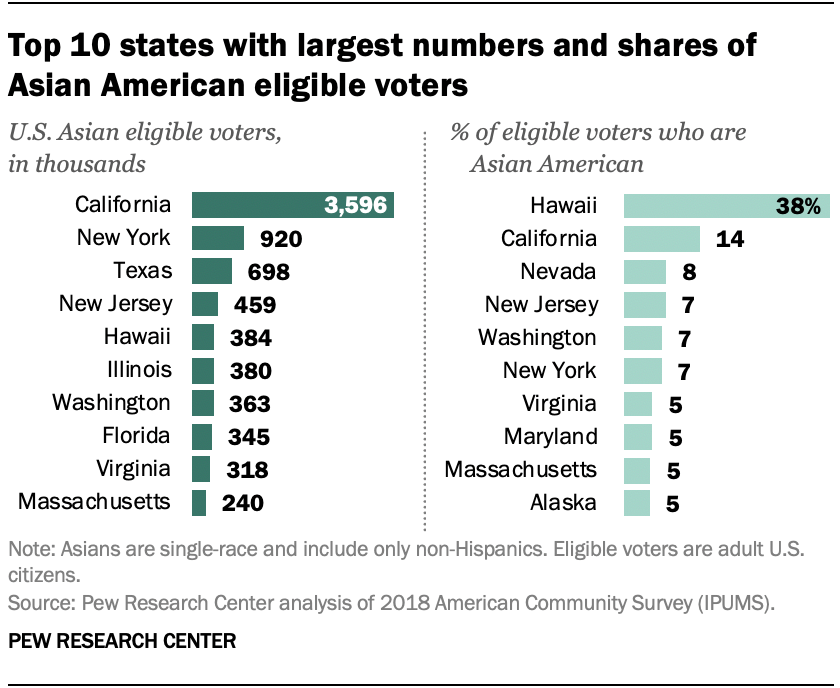 Top 10 states with largest numbers and shares of
Asian American eligible voters
U.S. Asian eligible voters,
in thousands
California 3,596
New York 920
Texas 698
New Jersey 459
Hawaii 384
Illinois 380
Washington 363
Florida 345
Virginia 318
Massachusetts 240
% of eligible voters who are
Asian American
Hawaii 38%
California 14
Nevada 8
New Jersey 7
Washington 7
New York 7
Virginia 5
Maryland 5
Massachusetts 5
Alaska 5
Note: Asians are single-race and include only non-Hispanics. Eligible voters are adult U.S.
citizens.
Source: Pew Research Center analysis of 2018 American Community Survey (IPUMS).
PEW RESEARCH CENTER